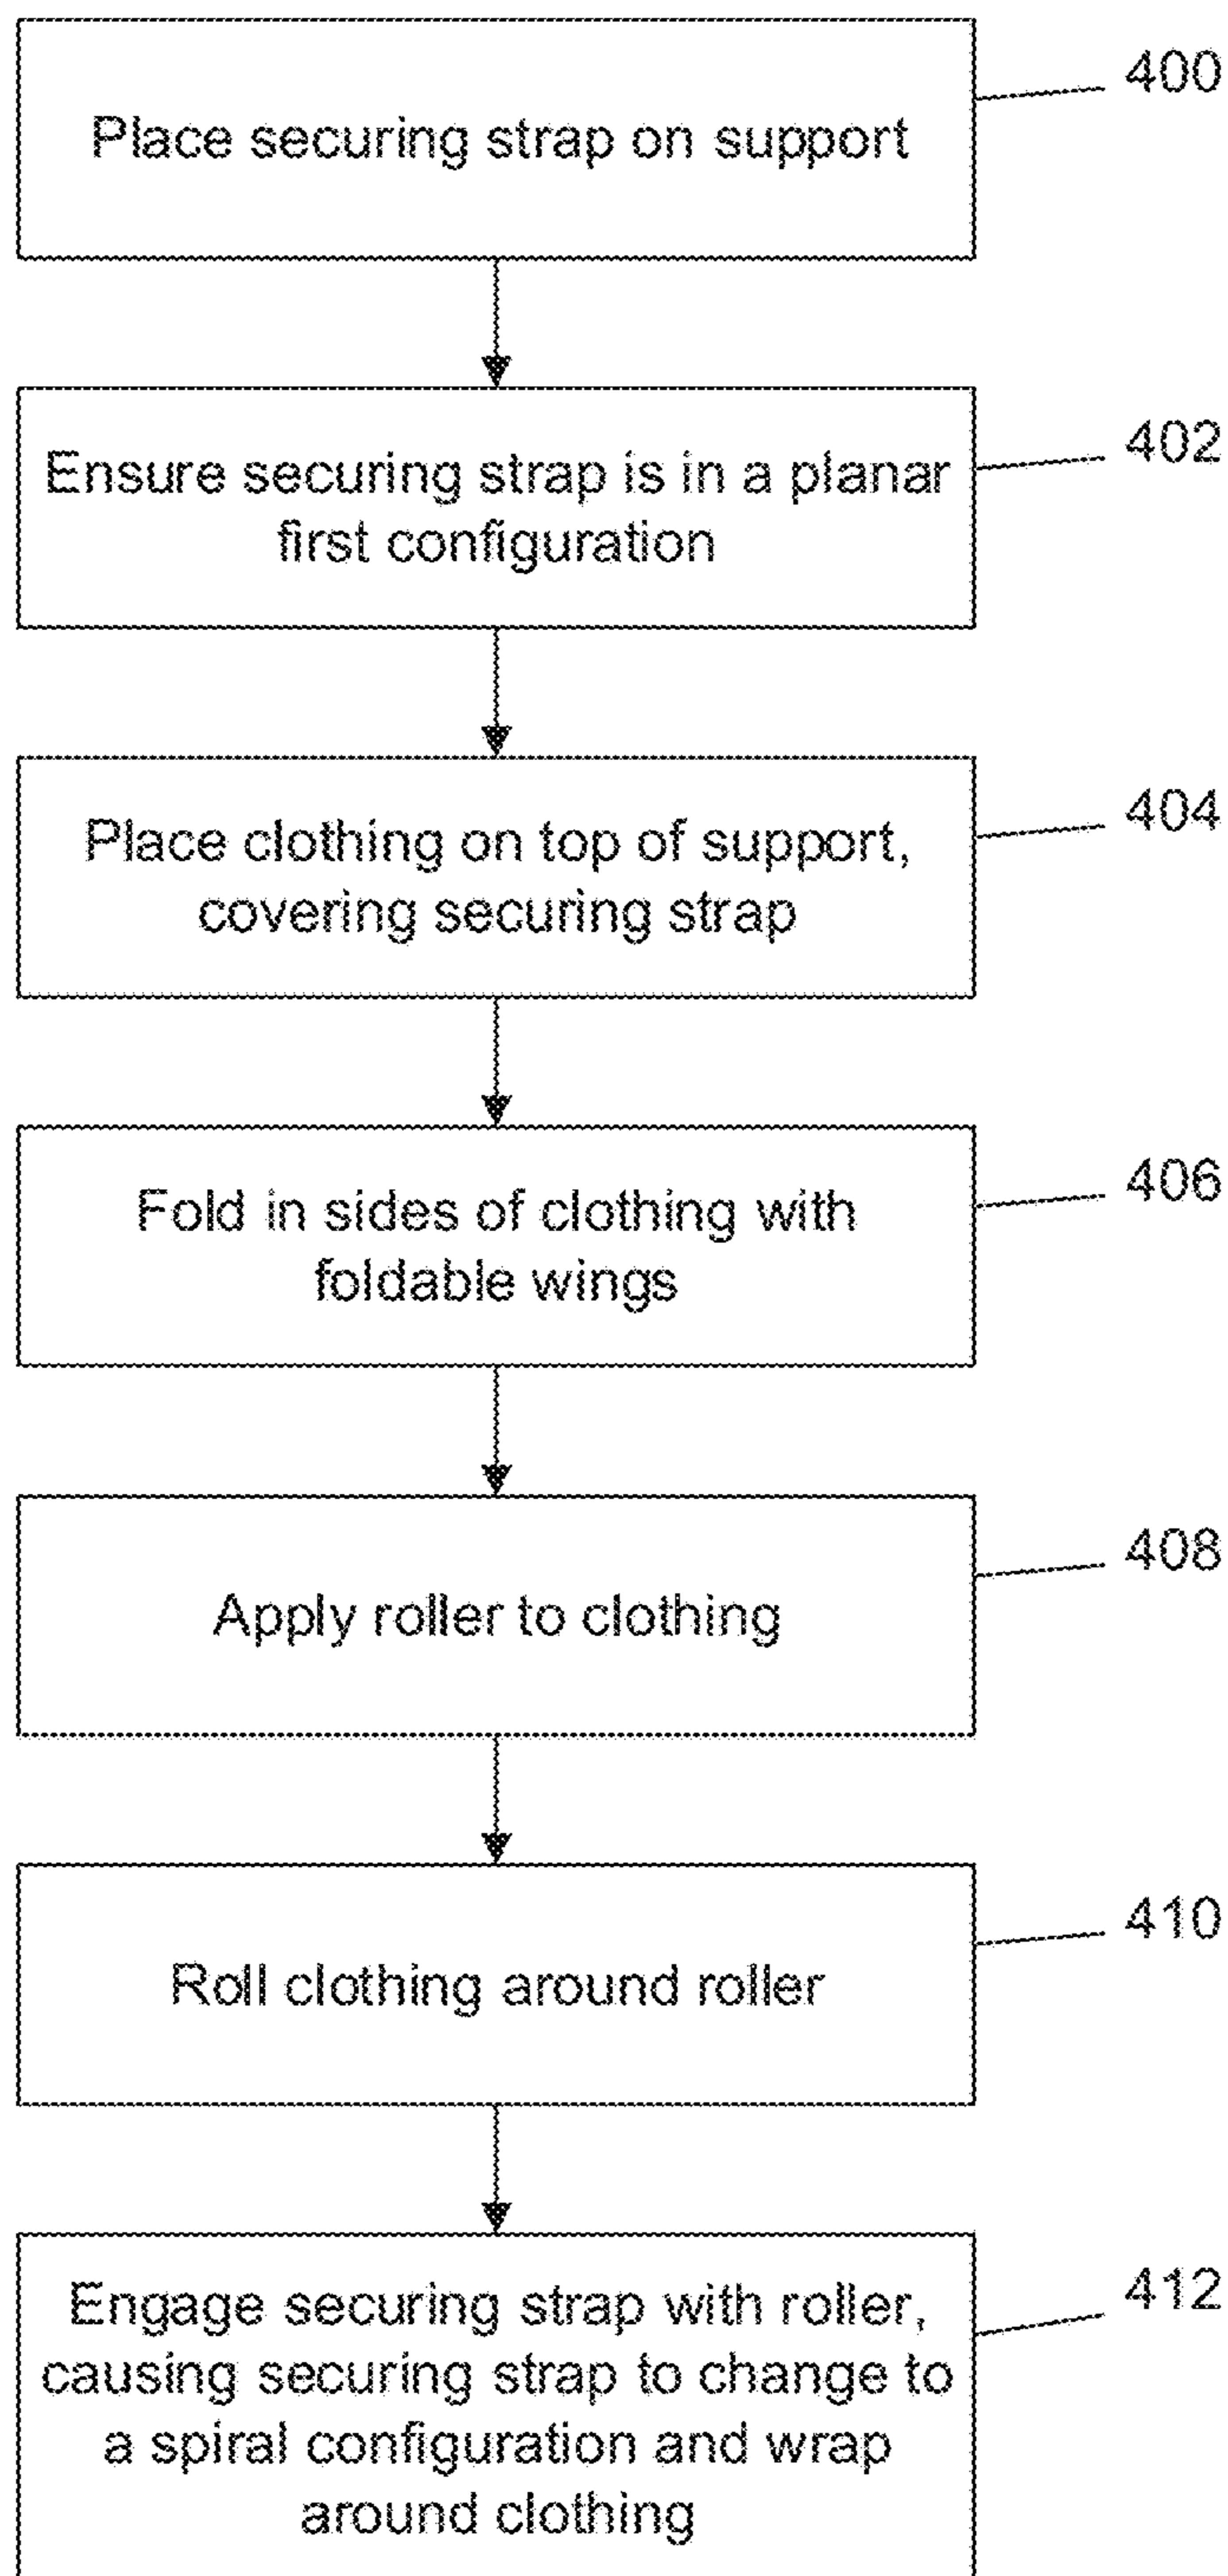 Place securing strap on support
400
Ensure securing strap is in a planar
first configuration
402
Place clothing on top of support,
covering securing strap
404
Fold in sides of clothing with
foldable wings
406
Apply roller to clothing
408
Roll clothing around roller
410
Engage securing strap with roller,
causing securing strap to change to
a spiral configuration and wrap
around clothing
412